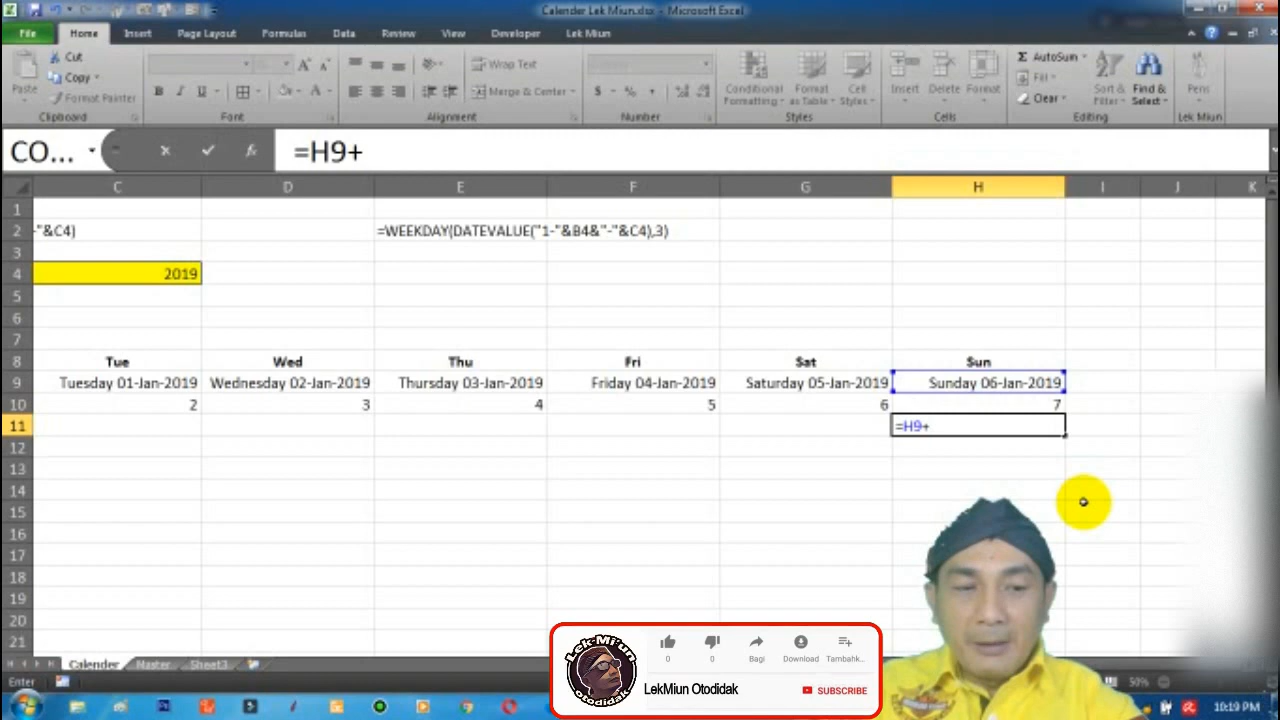 Calender Lek Miun.xlsx - Microsoft Excel
File Home Insert Page Layout Formulas Data Review View Developer Lek Miun
Cut
Copy
Format Painter
Paste
Clipboard
B I U
Font
Wrap Text
Merge & Center
Alignment
$ % ,
Number
Conditional Formatting
Format as Table
Cell Styles
Styles
Insert Delete Format
Cells
Σ AutoSum
Fill
Clear
Sort & Filter
Find & Select
Editing
Pens
Lek Miun
CO... fx =H9+
C D E F G H I J K
1
2 -"&C4) =WEEKDAY(DATEVALUE("1-"&B4&"-"&C4),3)
3
4 2019
5
6
7
8 Tue Wed Thu Fri Sat Sun
9 Tuesday 01-Jan-2019 Wednesday 02-Jan-2019 Thursday 03-Jan-2019 Friday 04-Jan-2019 Saturday 05-Jan-2019 Sunday 06-Jan-2019
10 2 3 4 5 6 7
11 =H9+
12
13
14
15
16
17
18
19
20
21
Calender Master Sheet3
Enter 50%
Lek Miun
Otodidak
0 0 Bagi Download Tambahk...
LekMiun Otodidak SUBSCRIBE
10:19 PM